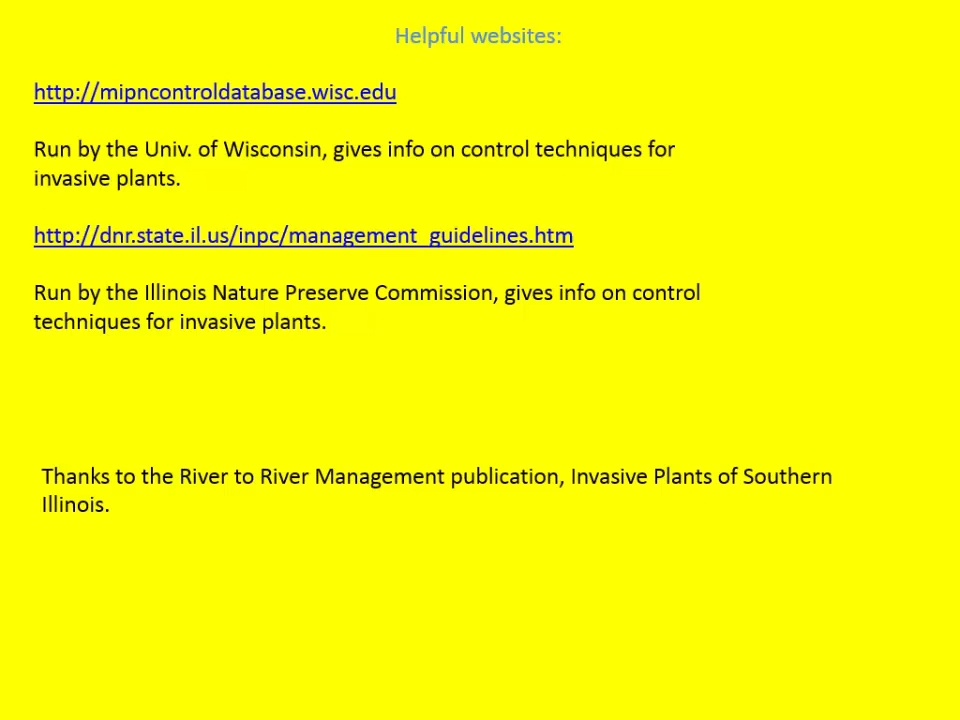 Helpful websites:
http://mipncontroldatabase.wisc.edu
Run by the Univ. of Wisconsin, gives info on control techniques for
invasive plants.
http://dnr.state.il.us/inpc/management_guidelines.htm
Run by the Illinois Nature Preserve Commission, gives info on control
techniques for invasive plants.
Thanks to the River to River Management publication, Invasive Plants of Southern
Illinois.